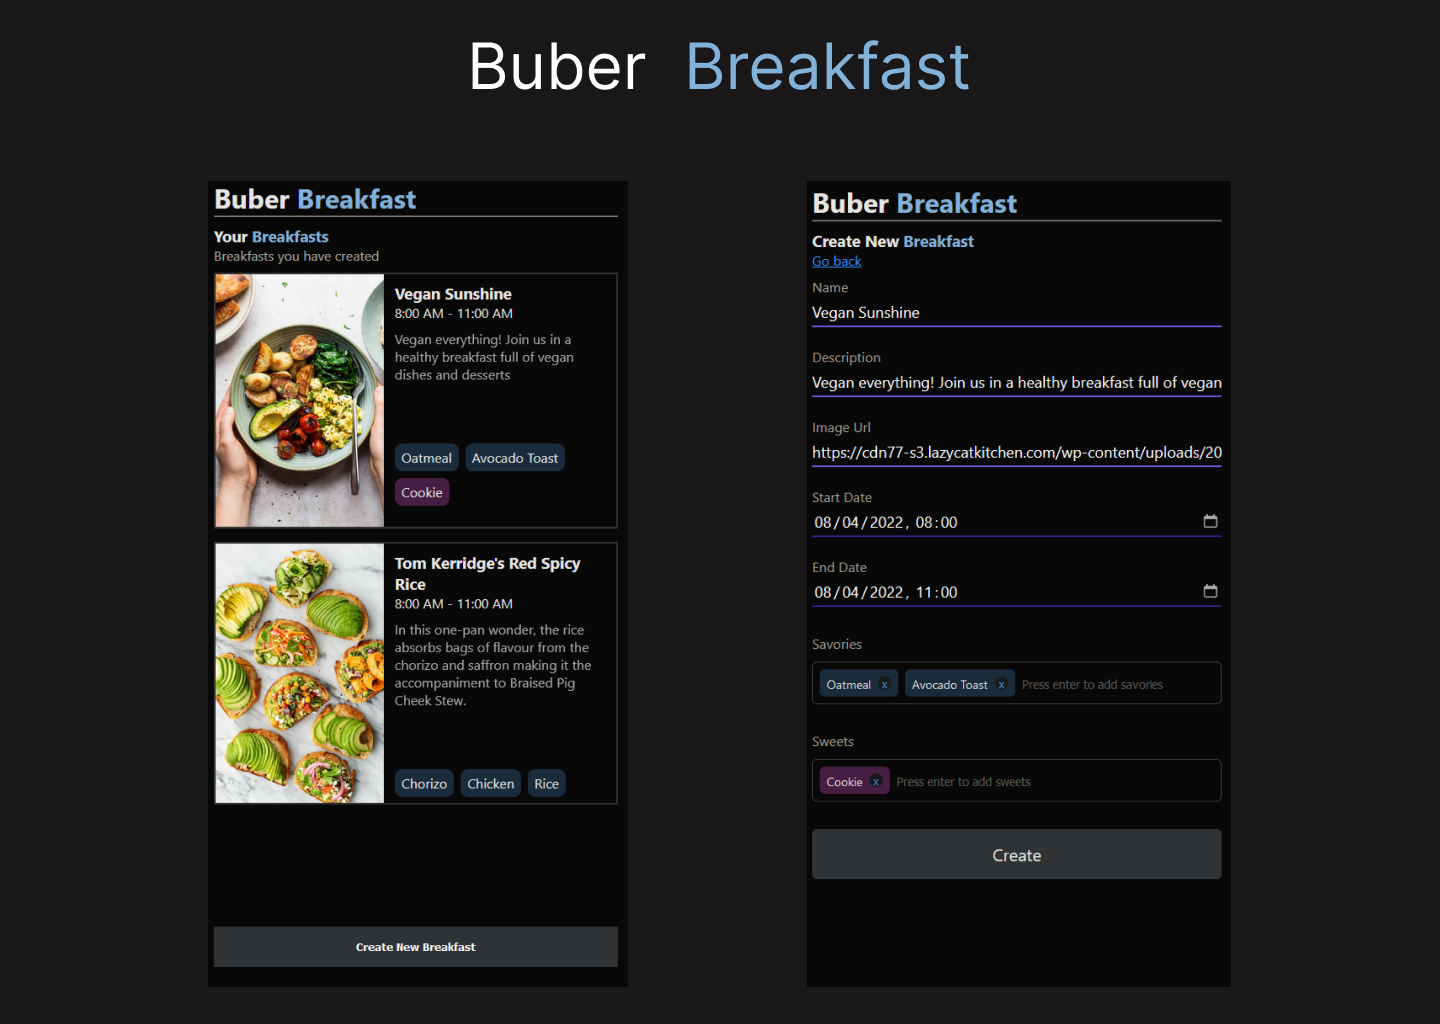 Buber Breakfast
Buber Breakfast
Your Breakfasts
Breakfasts you have created
Vegan Sunshine
8:00 AM - 11:00 AM
Vegan everything! Join us in a
healthy breakfast full of vegan
dishes and desserts
Oatmeal
Avocado Toast
Cookie
Tom Kerridge's Red Spicy
Rice
8:00 AM - 11:00 AM
In this one-pan wonder, the rice
absorbs bags of flavour from the
chorizo and saffron making it the
accompaniment to Braised Pig
Cheek Stew.
Chorizo
Chicken
Rice
Create New Breakfast
Buber Breakfast
Create New Breakfast
Go back
Name
Vegan Sunshine
Description
Vegan everything! Join us in a healthy breakfast full of vegan
Image Url
https://cdn77-s3.lazycatkitchen.com/wp-content/uploads/20
Start Date
08/04/2022, 08:00
End Date
08/04/2022, 11:00
Savories
Oatmeal x
Avocado Toast x
Press enter to add savories
Sweets
Cookie x
Press enter to add sweets
Create